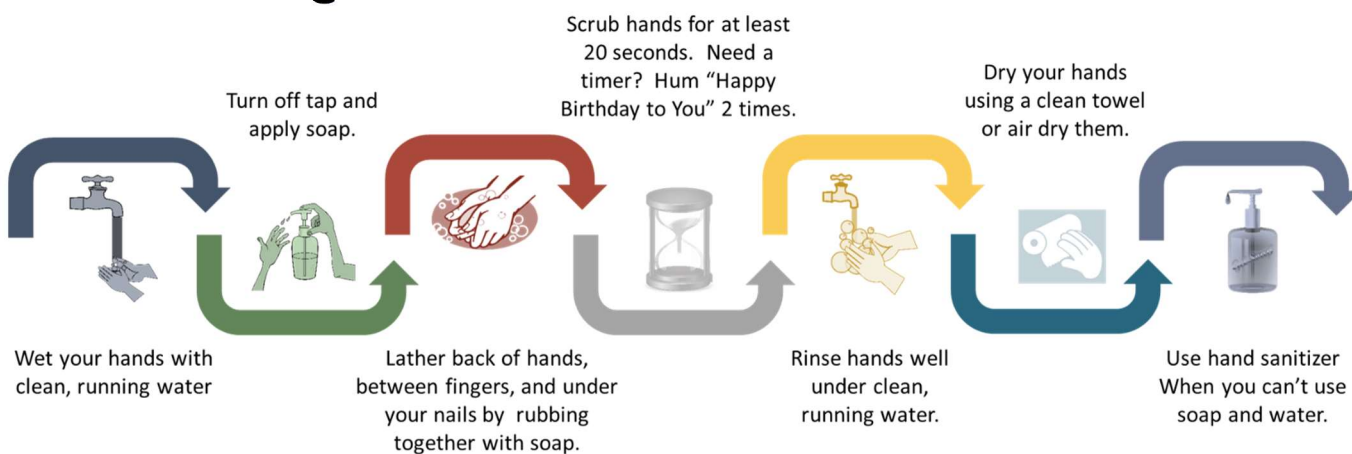 Wet your hands with
clean, running water
Turn off tap and
apply soap.
Lather back of hands,
between fingers, and under
your nails by rubbing
together with soap.
Scrub hands for at least
20 seconds. Need a
timer? Hum “Happy
Birthday to You” 2 times.
Rinse hands well
under clean,
running water.
Dry your hands
using a clean towel
or air dry them.
Use hand sanitizer
When you can’t use
soap and water.